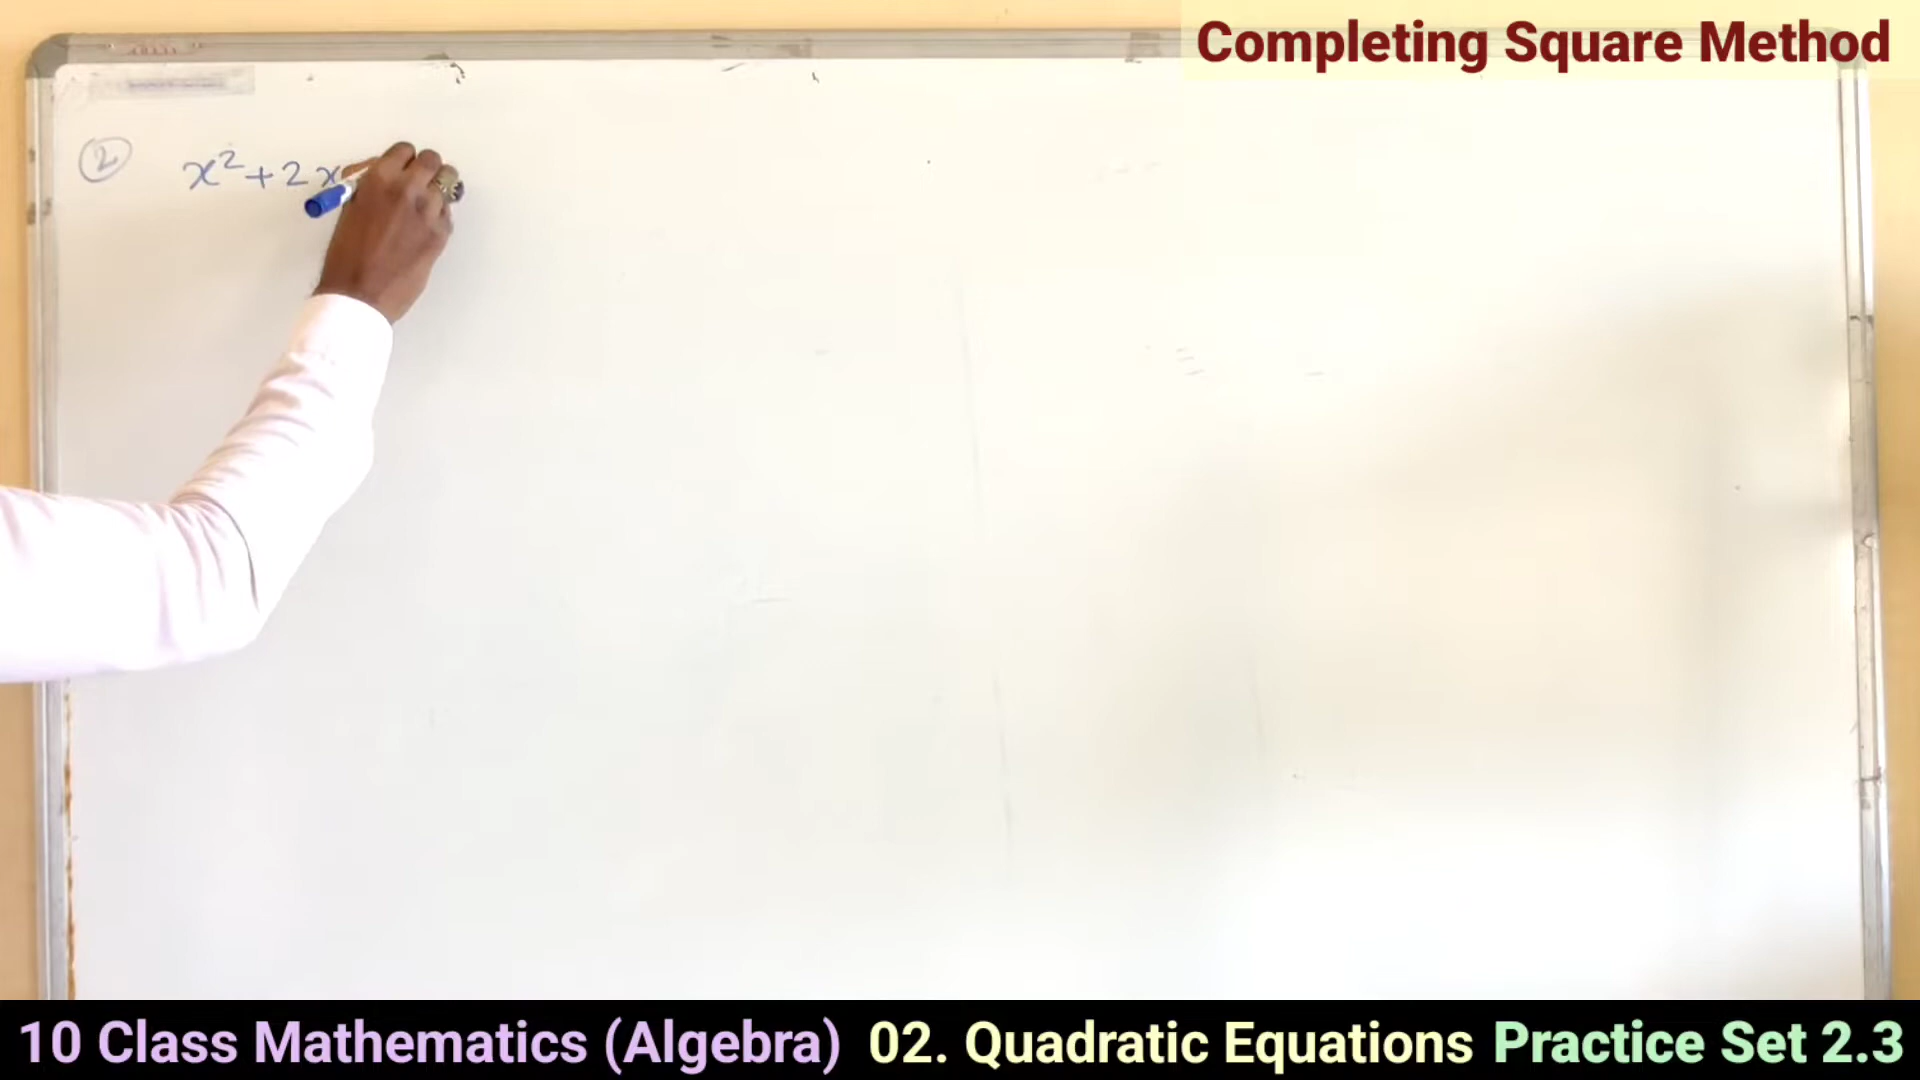 Completing Square Method
② x²+2x
10 Class Mathematics (Algebra) 02. Quadratic Equations Practice Set 2.3